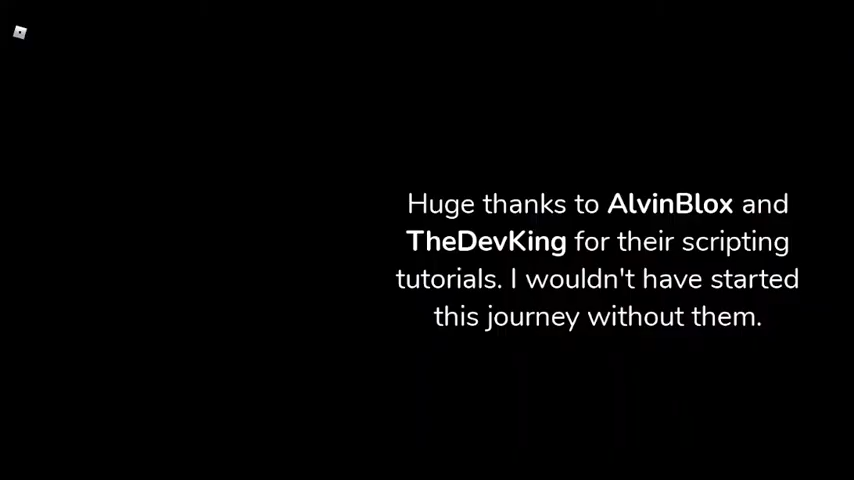 Huge thanks to AlvinBlox and
TheDevKing for their scripting
tutorials. I wouldn't have started
this journey without them.